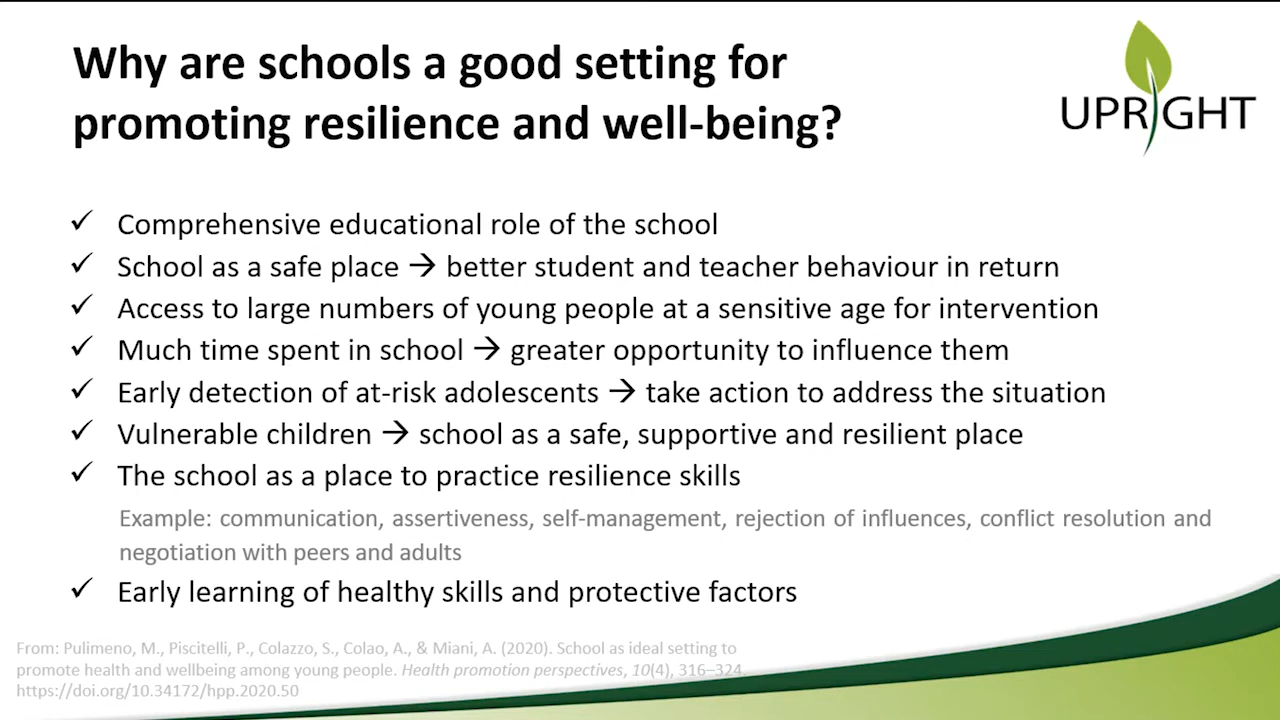 Why are schools a good setting for
promoting resilience and well-being?
UPRIGHT
✓ Comprehensive educational role of the school
✓ School as a safe place → better student and teacher behaviour in return
✓ Access to large numbers of young people at a sensitive age for intervention
✓ Much time spent in school → greater opportunity to influence them
✓ Early detection of at-risk adolescents → take action to address the situation
✓ Vulnerable children → school as a safe, supportive and resilient place
✓ The school as a place to practice resilience skills
Example: communication, assertiveness, self-management, rejection of influences, conflict resolution and
negotiation with peers and adults
✓ Early learning of healthy skills and protective factors
From: Pulimeno, M., Piscitelli, P., Colazzo, S., Colao, A., & Miani, A. (2020). School as ideal setting to
promote health and wellbeing among young people. Health promotion perspectives, 10(4), 316–324.
https://doi.org/10.34172/hpp.2020.50